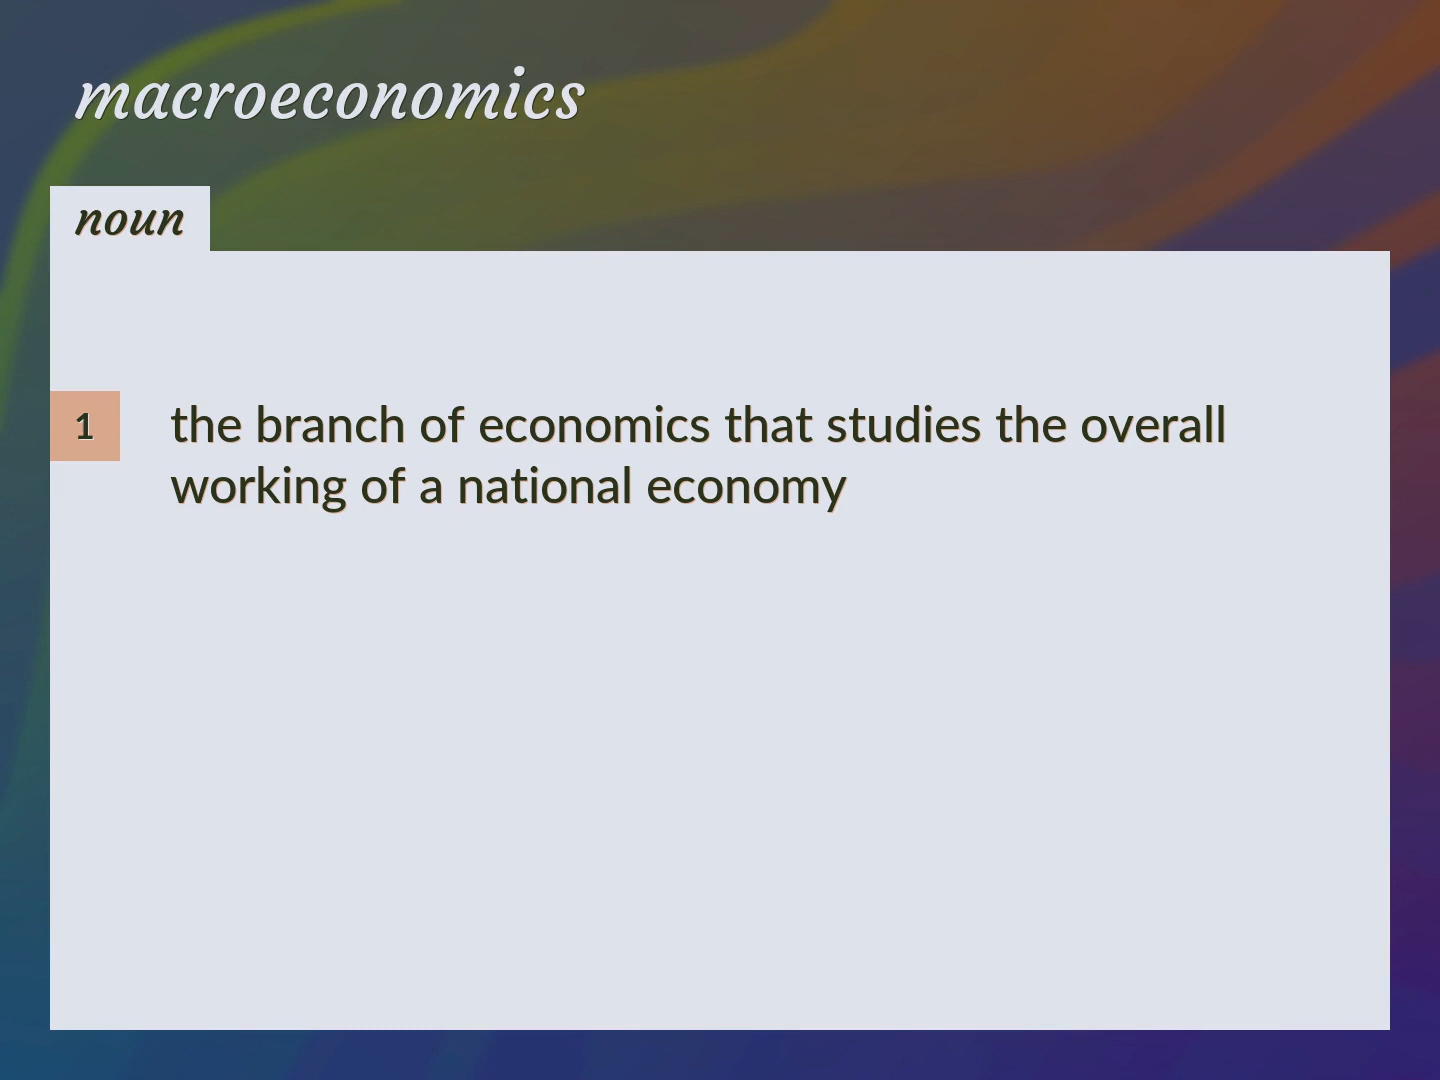 macroeconomics
noun
1
the branch of economics that studies the overall
working of a national economy